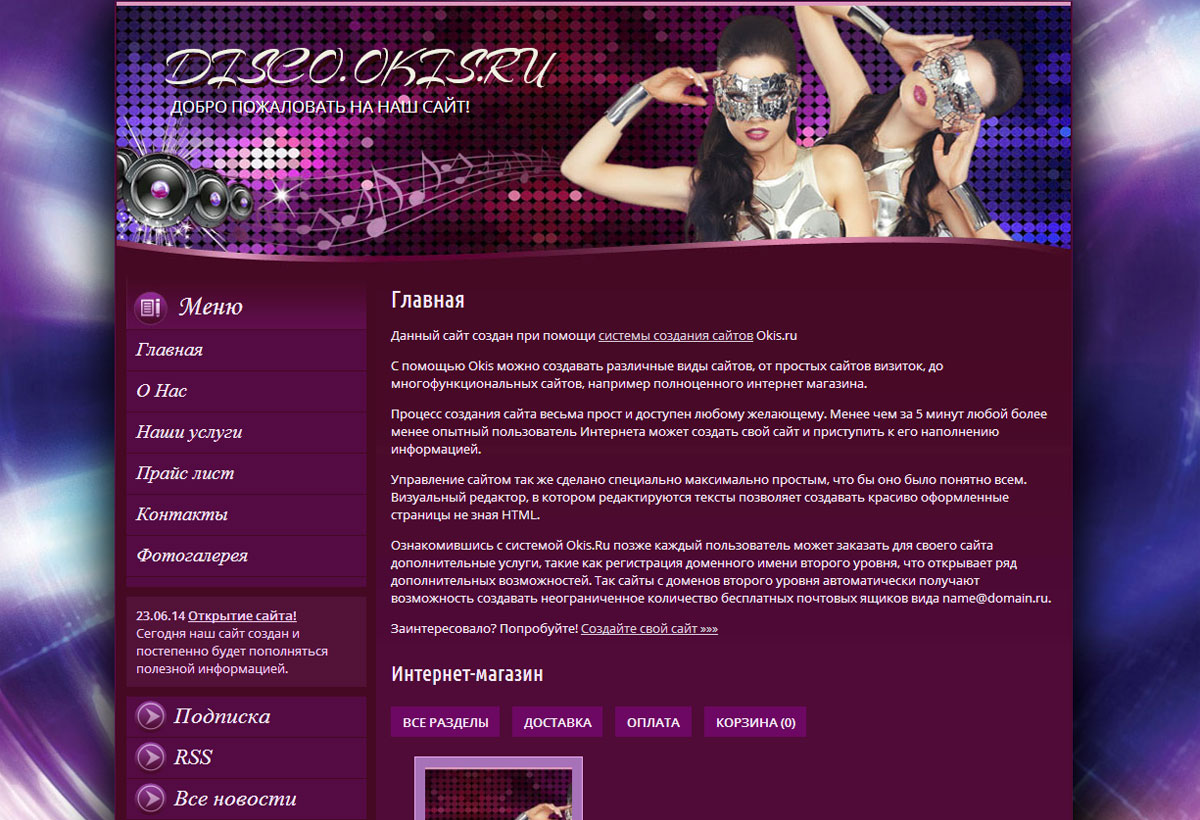 DISCO.OKIS.RU
ДОБРО ПОЖАЛОВАТЬ НА НАШ САЙТ!
Меню
Главная
О Нас
Наши услуги
Прайс лист
Контакты
Фотогалерея
23.06.14 Открытие сайта!
Сегодня наш сайт создан и
постепенно будет пополняться
полезной информацией.
Подписка
RSS
Все новости
Главная
Данный сайт создан при помощи системы создания сайтов Okis.ru
С помощью Okis можно создавать различные виды сайтов, от простых сайтов визиток, до
многофункциональных сайтов, например полноценного интернет магазина.
Процесс создания сайта весьма прост и доступен любому желающему. Менее чем за 5 минут любой более
менее опытный пользователь Интернета может создать свой сайт и приступить к его наполнению
информацией.
Управление сайтом так же сделано специально максимально простым, что бы оно было понятно всем.
Визуальный редактор, в котором редактируются тексты позволяет создавать красиво оформленные
страницы не зная HTML.
Ознакомившись с системой Okis.Ru позже каждый пользователь может заказать для своего сайта
дополнительные услуги, такие как регистрация доменного имени второго уровня, что открывает ряд
дополнительных возможностей. Так сайты с доменов второго уровня автоматически получают
возможность создавать неограниченное количество бесплатных почтовых ящиков вида name@domain.ru.
Заинтересовало? Попробуйте! Создайте свой сайт »»»
Интернет-магазин
ВСЕ РАЗДЕЛЫ
ДОСТАВКА
ОПЛАТА
КОРЗИНА (0)